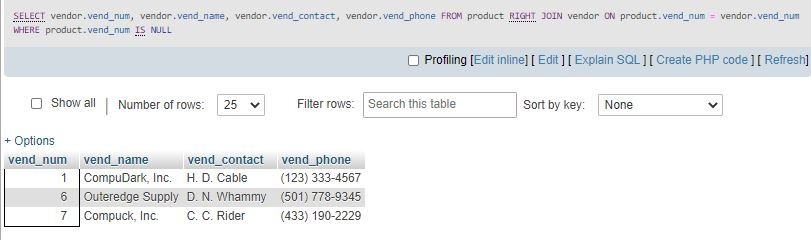 SELECT vendor.vend_num, vendor.vend_name, vendor.vend_contact, vendor.vend_phone FROM product RIGHT JOIN vendor ON product.vend_num = vendor.vend_num
WHERE product.vend_num IS NULL
Profiling [Edit inline] [ Edit ] [ Explain SQL ] [ Create PHP code ] [ Refresh]
Show all | Number of rows: 25 Filter rows: Search this table Sort by key: None
+ Options
vend_num vend_name vend_contact vend_phone
1 CompuDark, Inc. H. D. Cable (123) 333-4567
6 Outeredge Supply D. N. Whammy (501) 778-9345
7 Compuck, Inc. C. C. Rider (433) 190-2229